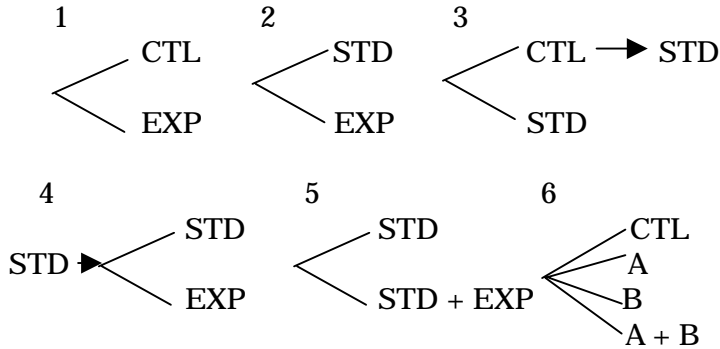 1 2 3
CTL STD CTL STD
EXP EXP STD
4 5 6
STD STD CTL
STD A
EXP STD + EXP B
A + B